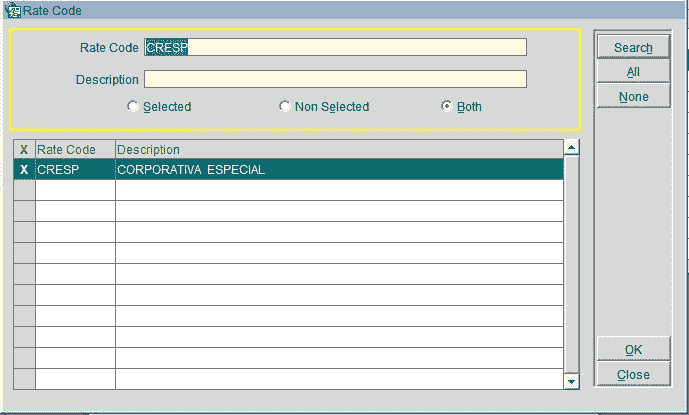 Rate Code
Rate Code CRESP
Description
Selected Non Selected Both
Search
All
None
X Rate Code Description
X CRESP CORPORATIVA ESPECIAL
OK
Close